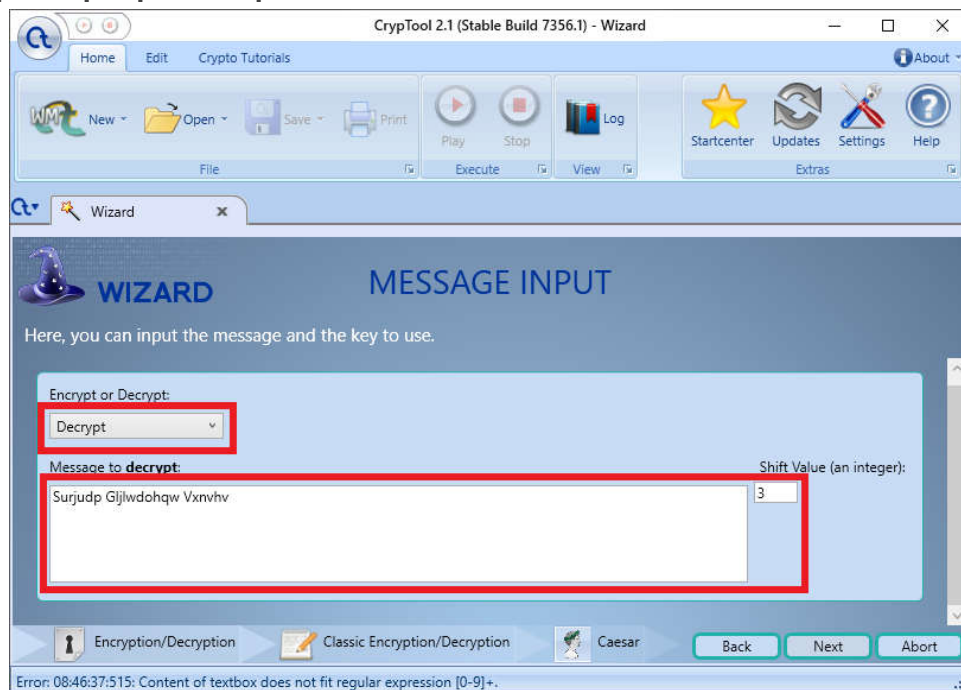 CrypTool 2.1 (Stable Build 7356.1) - Wizard
Home Edit Crypto Tutorials About
New Open Save Print Play Stop Log Startcenter Updates Settings Help
File Execute View Extras
Wizard
WIZARD
MESSAGE INPUT
Here, you can input the message and the key to use.
Encrypt or Decrypt:
Decrypt
Message to decrypt:
Shift Value (an integer):
Surjudp Gljlwdohqw Vxnvhv
3
Encryption/Decryption Classic Encryption/Decryption Caesar Back Next Abort
Error: 08:46:37:515: Content of textbox does not fit regular expression [0-9]+.